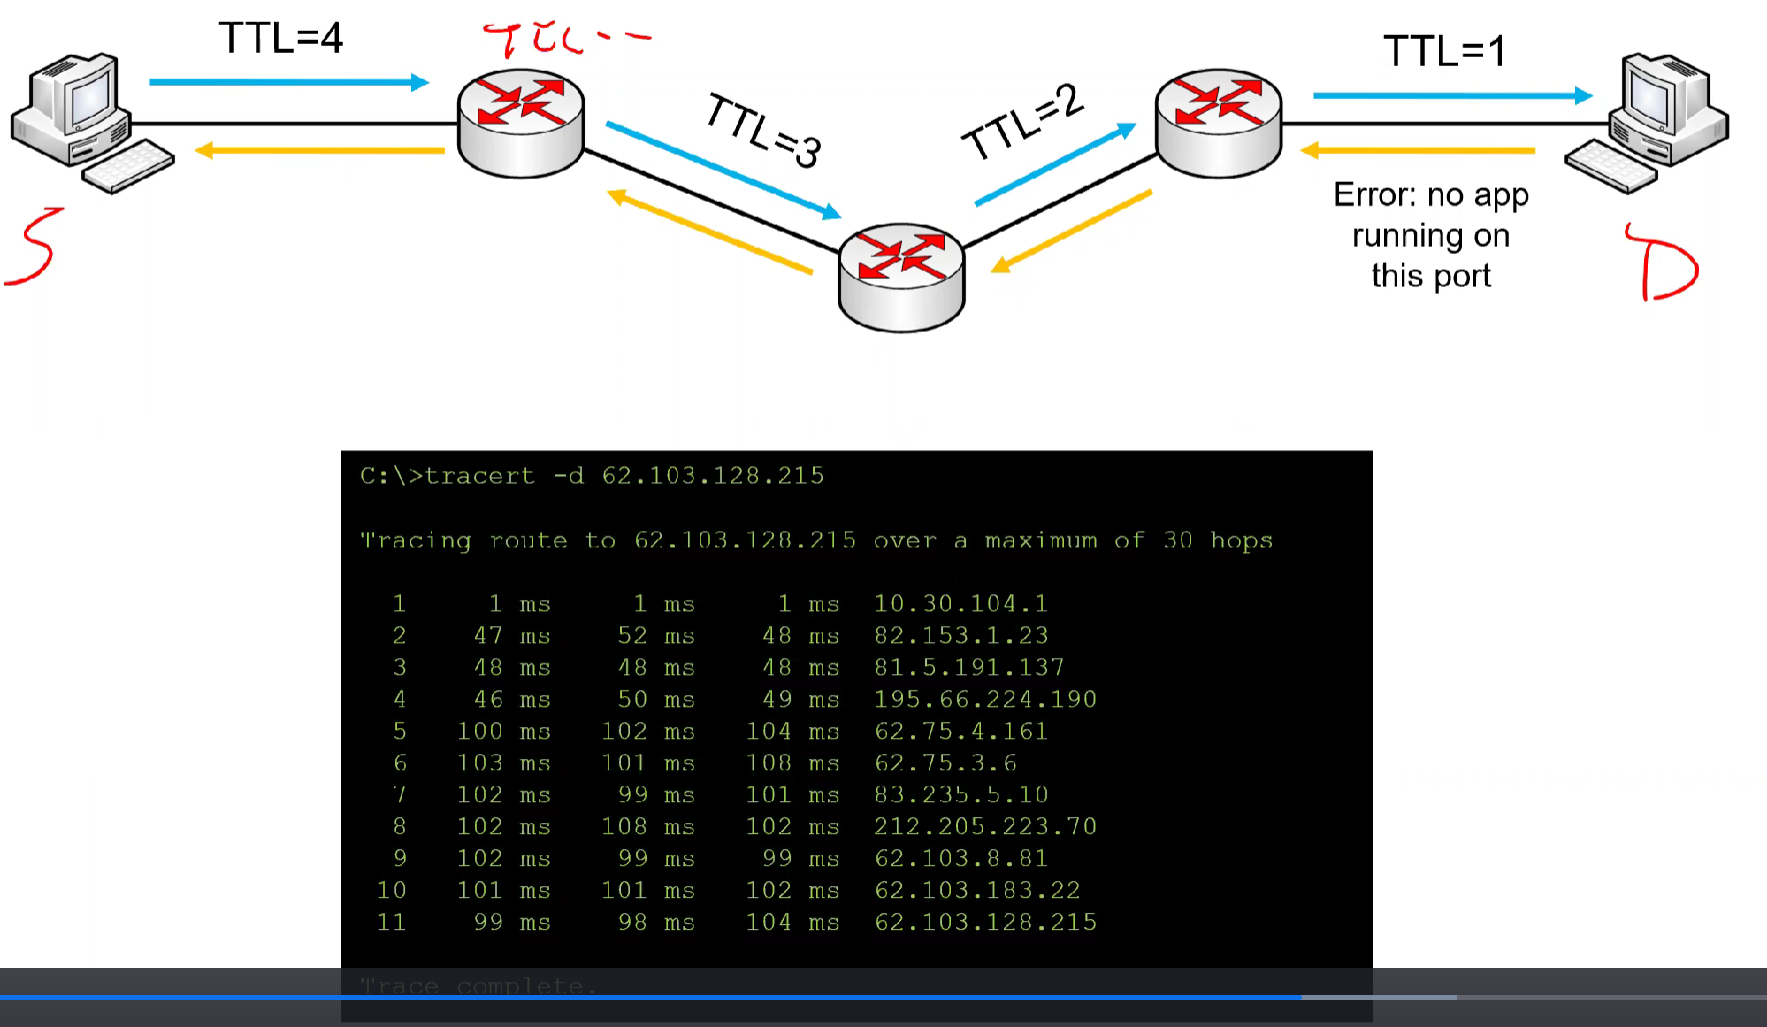 TTL=4
TTL--
TTL=3
TTL=2
TTL=1
Error: no app
running on
this port
S
D
C:\>tracert -d 62.103.128.215
Tracing route to 62.103.128.215 over a maximum of 30 hops
1 1 ms 1 ms 1 ms 10.30.104.1
2 47 ms 52 ms 48 ms 82.153.1.23
3 48 ms 48 ms 48 ms 81.5.191.137
4 46 ms 50 ms 49 ms 195.66.224.190
5 100 ms 102 ms 104 ms 62.75.4.161
6 103 ms 101 ms 108 ms 62.75.3.6
7 102 ms 99 ms 101 ms 83.235.5.10
8 102 ms 108 ms 102 ms 212.205.223.70
9 102 ms 99 ms 99 ms 62.103.8.81
10 101 ms 101 ms 102 ms 62.103.183.22
11 99 ms 98 ms 104 ms 62.103.128.215
Trace complete.